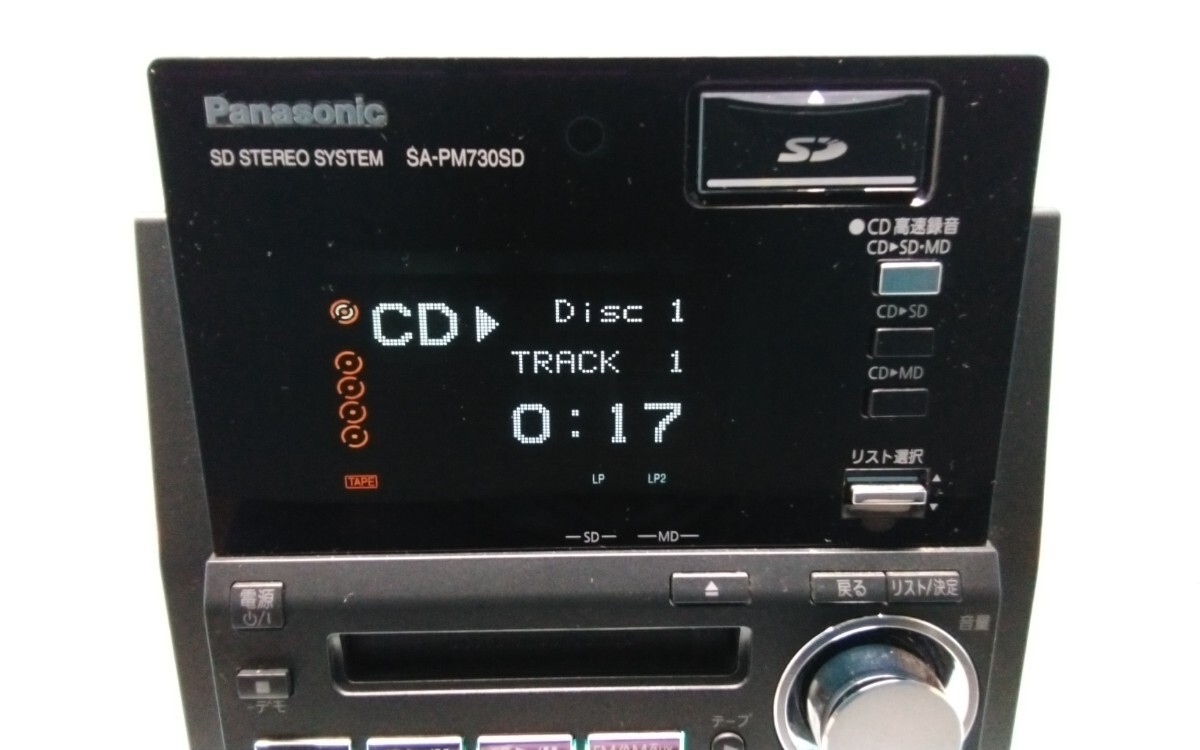 Panasonic
SD STEREO SYSTEM SA-PM730SD
SD
●CD 高速録音
CD▶SD・MD
CD▶ Disc 1
CD▶SD
TRACK 1
CD▶MD
0:17
リスト選択
TAPE
LP LP2
SD MD
電源
⏻/I
戻る リスト/決定
音量
-デモ
テープ